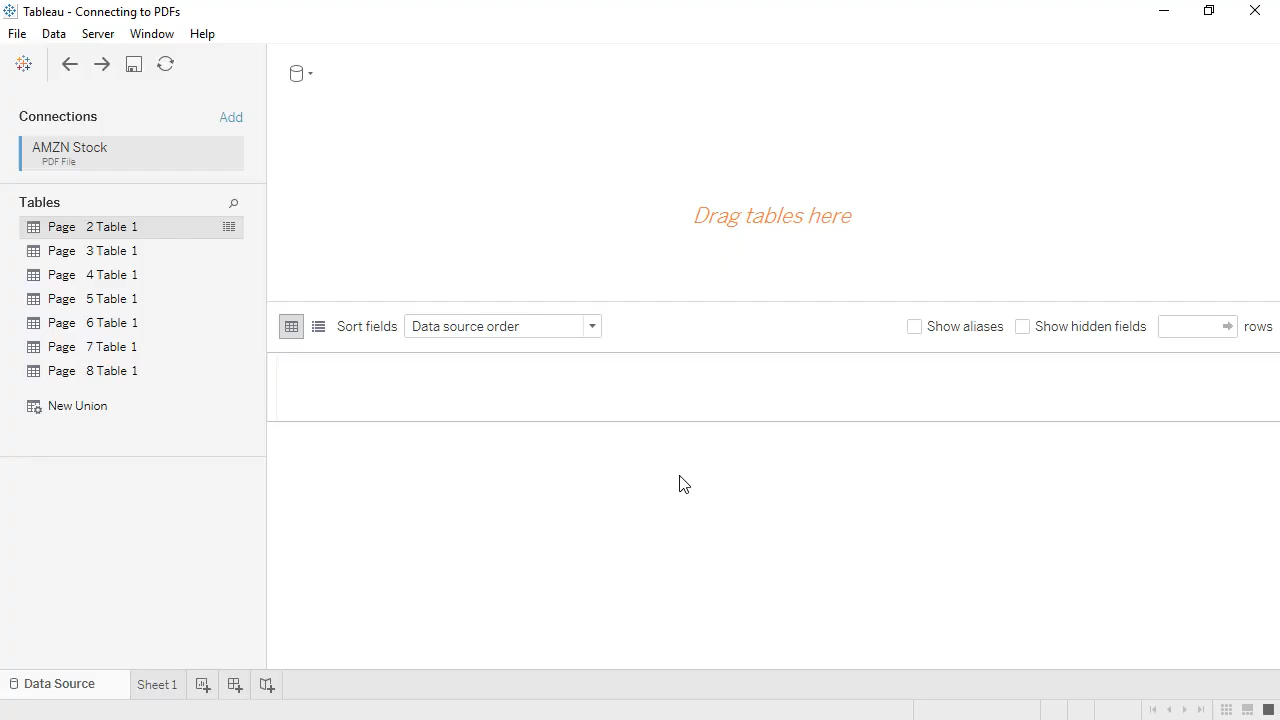 Tableau - Connecting to PDFs
File Data Server Window Help
Connections Add
AMZN Stock
PDF File
Tables
Page 2 Table 1
Page 3 Table 1
Page 4 Table 1
Page 5 Table 1
Page 6 Table 1
Page 7 Table 1
Page 8 Table 1
New Union
Drag tables here
Sort fields Data source order Show aliases Show hidden fields rows
Data Source Sheet 1